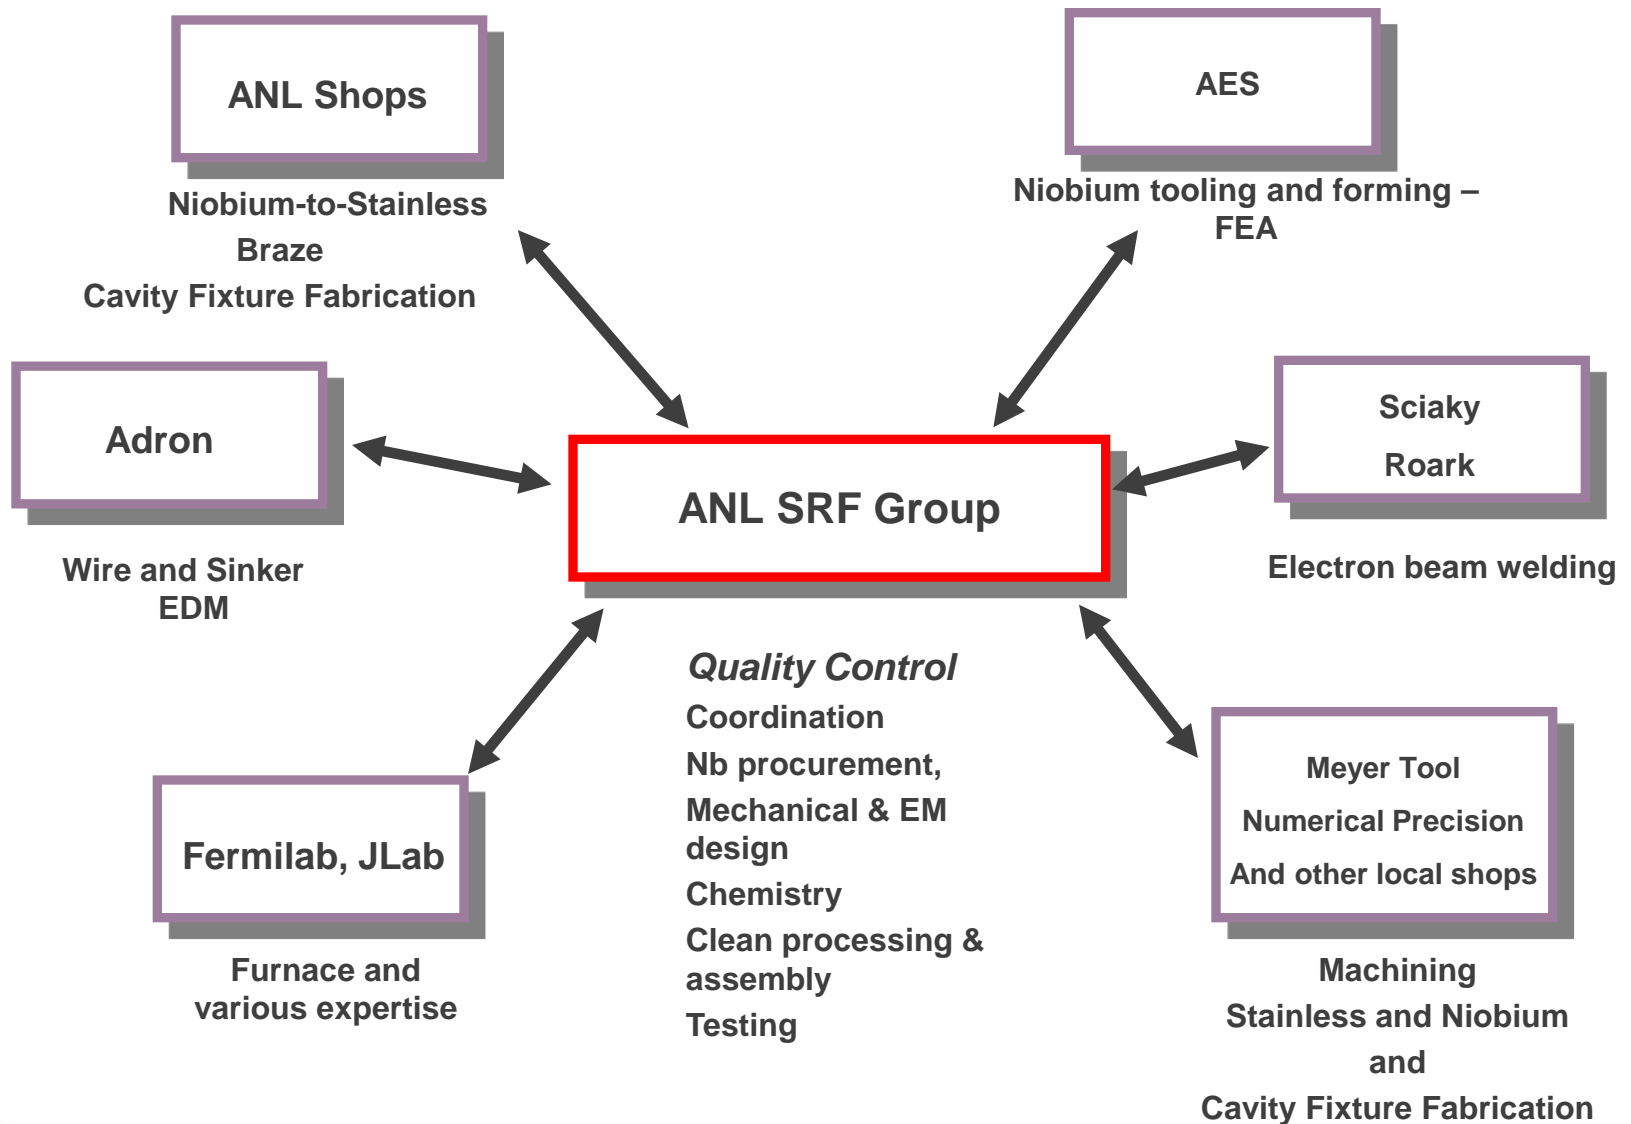 ANL Shops
Niobium-to-Stainless
Braze
Cavity Fixture Fabrication
AES
Niobium tooling and forming –
FEA
Adron
Wire and Sinker
EDM
ANL SRF Group
Sciaky
Roark
Electron beam welding
Fermilab, JLab
Furnace and
various expertise
Quality Control
Coordination
Nb procurement,
Mechanical & EM
design
Chemistry
Clean processing &
assembly
Testing
Meyer Tool
Numerical Precision
And other local shops
Machining
Stainless and Niobium
and
Cavity Fixture Fabrication